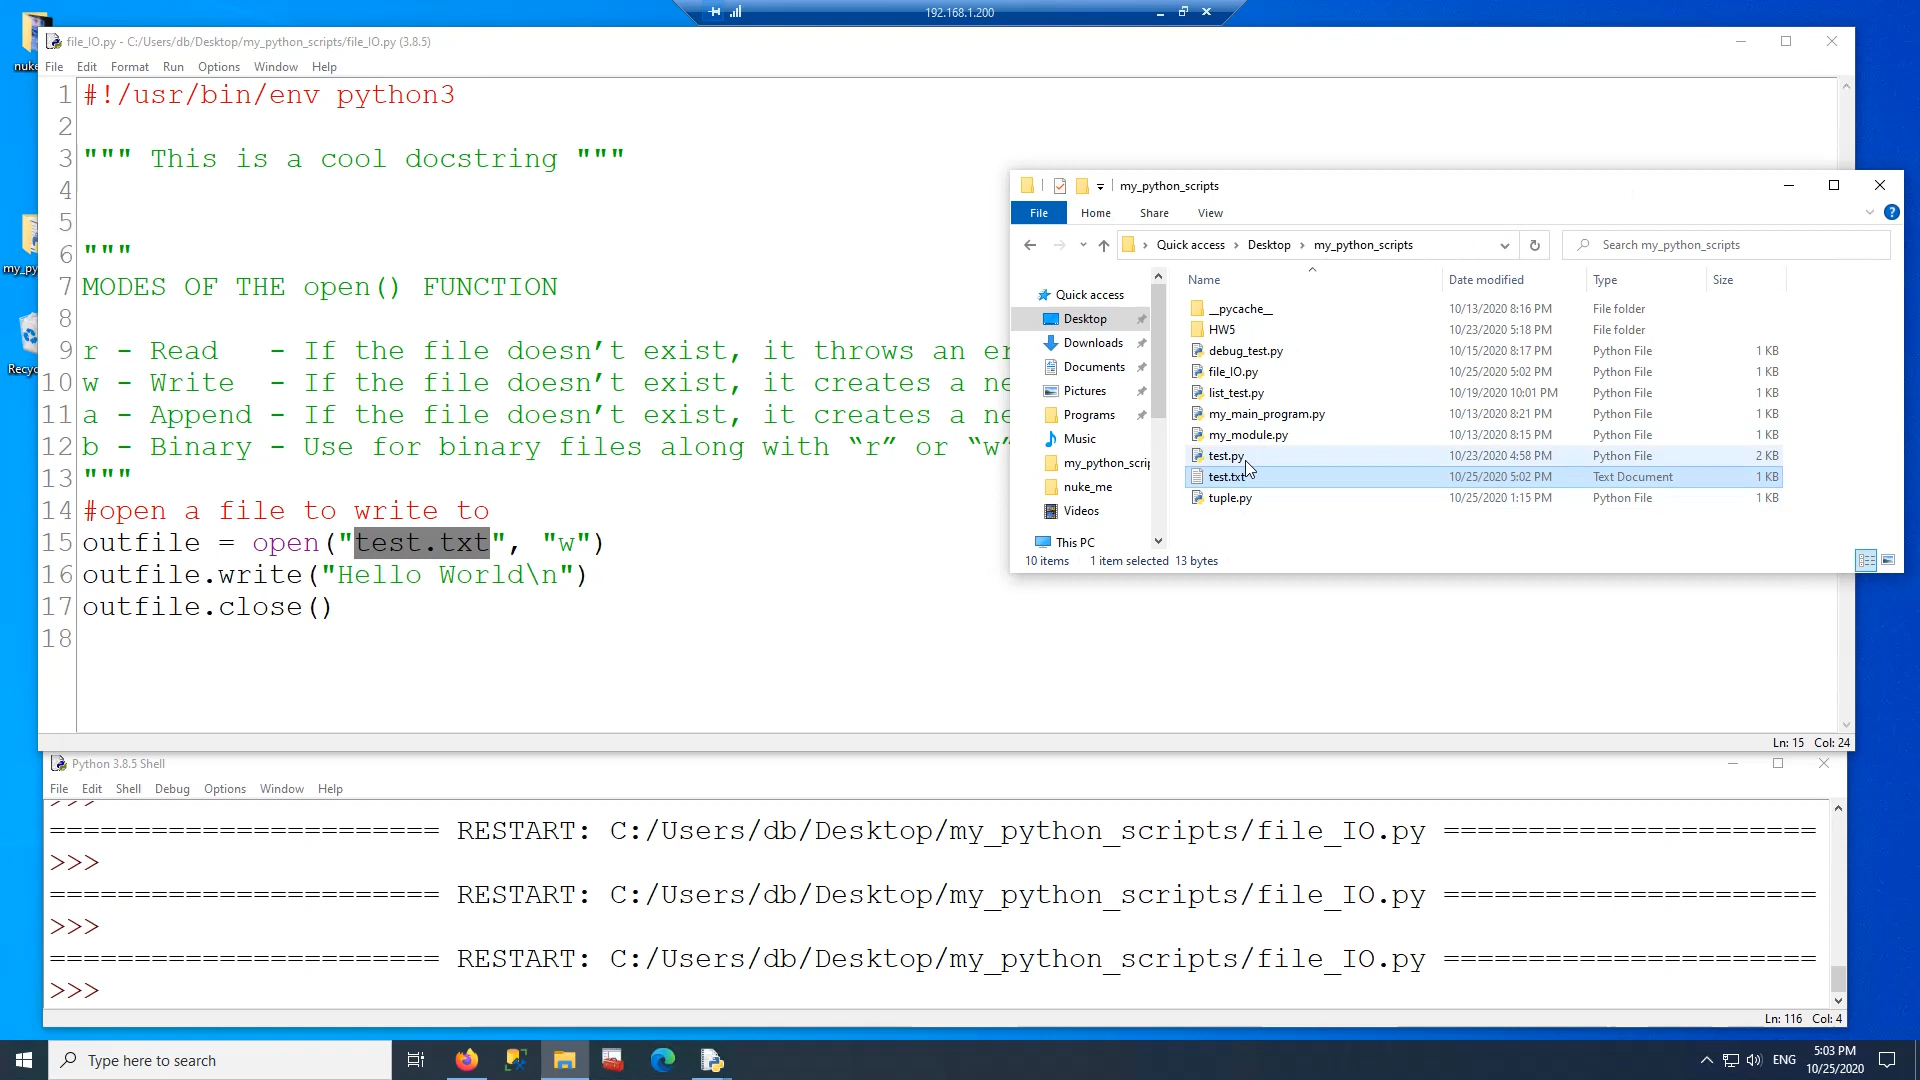 192.168.1.200
nuke
my_py
Recyc
file_IO.py - C:/Users/db/Desktop/my_python_scripts/file_IO.py (3.8.5)
File Edit Format Run Options Window Help
1 #!/usr/bin/env python3
2
3 """ This is a cool docstring """
4
5
6 """
7 MODES OF THE open() FUNCTION
8
9 r - Read   - If the file doesn’t exist, it throws an er
10 w - Write  - If the file doesn’t exist, it creates a ne
11 a - Append - If the file doesn’t exist, it creates a ne
12 b - Binary - Use for binary files along with “r” or “w”
13 """
14 #open a file to write to
15 outfile = open("test.txt", "w")
16 outfile.write("Hello World\n")
17 outfile.close()
18
Ln: 15 Col: 24
my_python_scripts
File Home Share View
Quick access › Desktop › my_python_scripts
Search my_python_scripts
Quick access
Desktop
Downloads
Documents
Pictures
Programs
Music
my_python_scrip
nuke_me
Videos
This PC
Name Date modified Type Size
__pycache__ 10/13/2020 8:16 PM File folder
HW5 10/23/2020 5:18 PM File folder
debug_test.py 10/15/2020 8:17 PM Python File 1 KB
file_IO.py 10/25/2020 5:02 PM Python File 1 KB
list_test.py 10/19/2020 10:01 PM Python File 1 KB
my_main_program.py 10/13/2020 8:21 PM Python File 1 KB
my_module.py 10/13/2020 8:15 PM Python File 1 KB
test.py 10/23/2020 4:58 PM Python File 2 KB
test.txt 10/25/2020 5:02 PM Text Document 1 KB
tuple.py 10/25/2020 1:15 PM Python File 1 KB
10 items 1 item selected 13 bytes
Python 3.8.5 Shell
File Edit Shell Debug Options Window Help
>>>
======================= RESTART: C:/Users/db/Desktop/my_python_scripts/file_IO.py ======================
>>>
======================= RESTART: C:/Users/db/Desktop/my_python_scripts/file_IO.py ======================
>>>
======================= RESTART: C:/Users/db/Desktop/my_python_scripts/file_IO.py ======================
>>>
Ln: 116 Col: 4
Type here to search
ENG
5:03 PM
10/25/2020